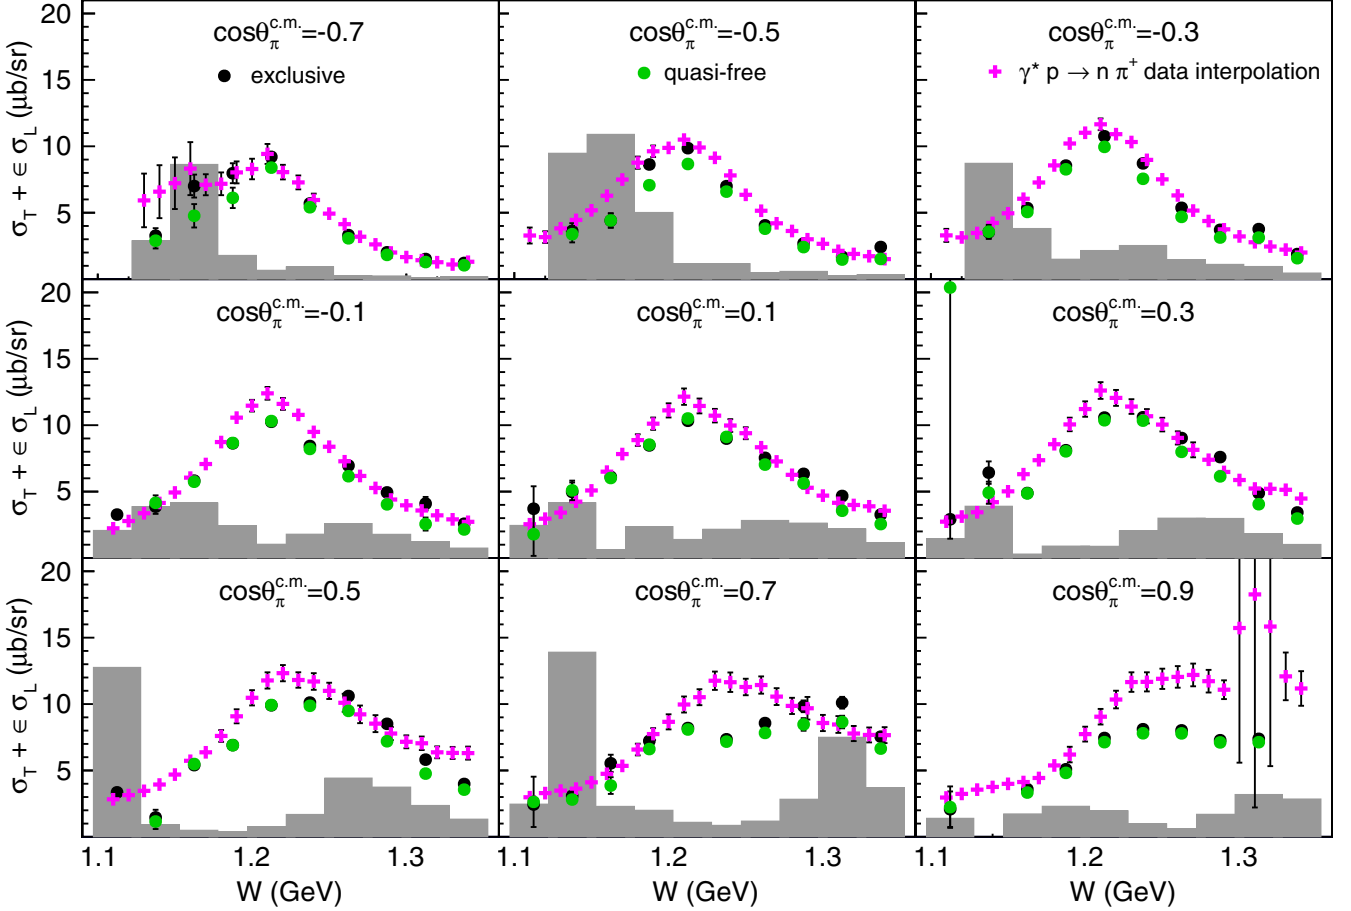 cosθπc.m.=-0.7
cosθπc.m.=-0.5
cosθπc.m.=-0.3
exclusive
quasi-free
γ* p → n π+ data interpolation
20
15
10
5
σT + ϵ σL (μb/sr)
cosθπc.m.=-0.1
cosθπc.m.=0.1
cosθπc.m.=0.3
20
15
10
5
σT + ϵ σL (μb/sr)
cosθπc.m.=0.5
cosθπc.m.=0.7
cosθπc.m.=0.9
20
15
10
5
σT + ϵ σL (μb/sr)
1.1 1.2 1.3
1.1 1.2 1.3
1.1 1.2 1.3
W (GeV)
W (GeV)
W (GeV)